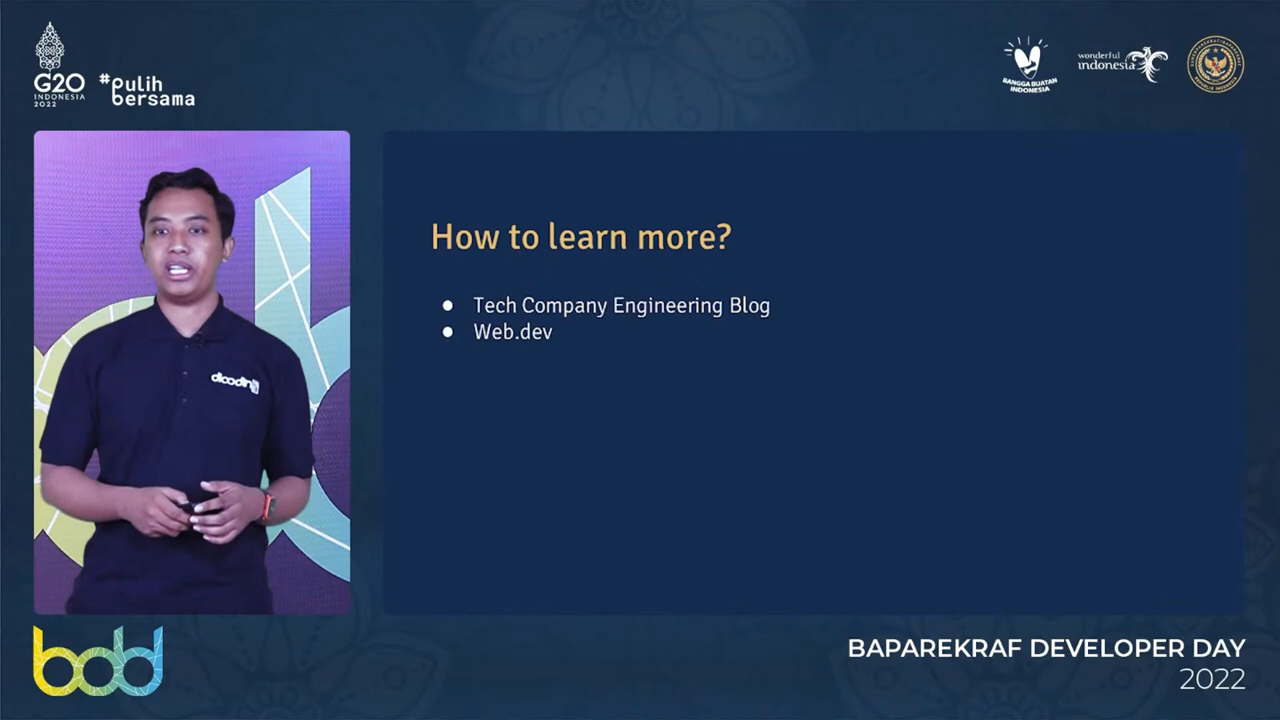 G20
INDONESIA
2022
#pulih
bersama
BANGGA BUATAN
INDONESIA
wonderful
indonesia
How to learn more?
● Tech Company Engineering Blog
● Web.dev
dicoding
bdd
BAPAREKRAF DEVELOPER DAY
2022